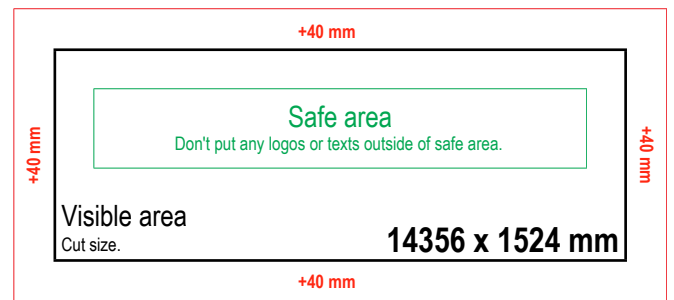 +40 mm
Safe area
Don't put any logos or texts outside of safe area.
+40 mm
+40 mm
Visible area
Cut size.
14356 x 1524 mm
+40 mm